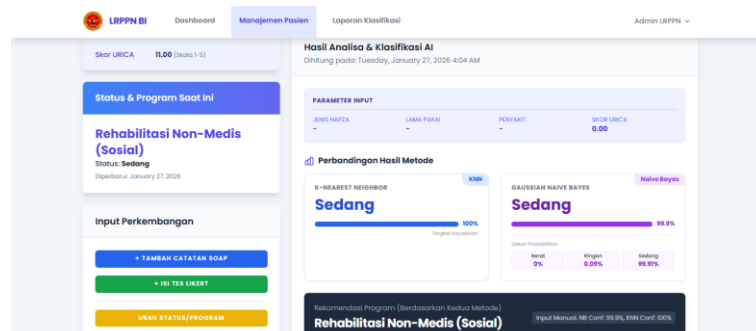 LRPPN BI
Dashboard
Manajemen Pasien
Laporan Klasifikasi
Admin LRPPN
Skor URICA 11.00 (Skala 1-5)
Status & Program Saat Ini
Rehabilitasi Non-Medis
(Sosial)
Status: Sedang
Diperbarui: January 27, 2026
Input Perkembangan
+ TAMBAH CATATAN SOAP
+ ISI TES LIKERT
UBAH STATUS/PROGRAM
Hasil Analisa & Klasifikasi AI
Dihitung pada: Tuesday, January 27, 2026 4:04 AM
PARAMETER INPUT
JENIS NAPZA
-
LAMA PAKAI
-
PENYAKIT
-
SKOR URICA
0.00
Perbandingan Hasil Metode
KNN
K-NEAREST NEIGHBOR
Sedang
100%
Tingkat Keyakinan
Naive Bayes
GAUSSIAN NAIVE BAYES
Sedang
99.9%
Detail Probabilitas:
Berat
0%
Ringan
0.09%
Sedang
99.91%
Rekomendasi Program (Berdasarkan Kedua Metode)
Rehabilitasi Non-Medis (Sosial)
Input Manual. NB Conf: 99.9%, KNN Conf: 100%